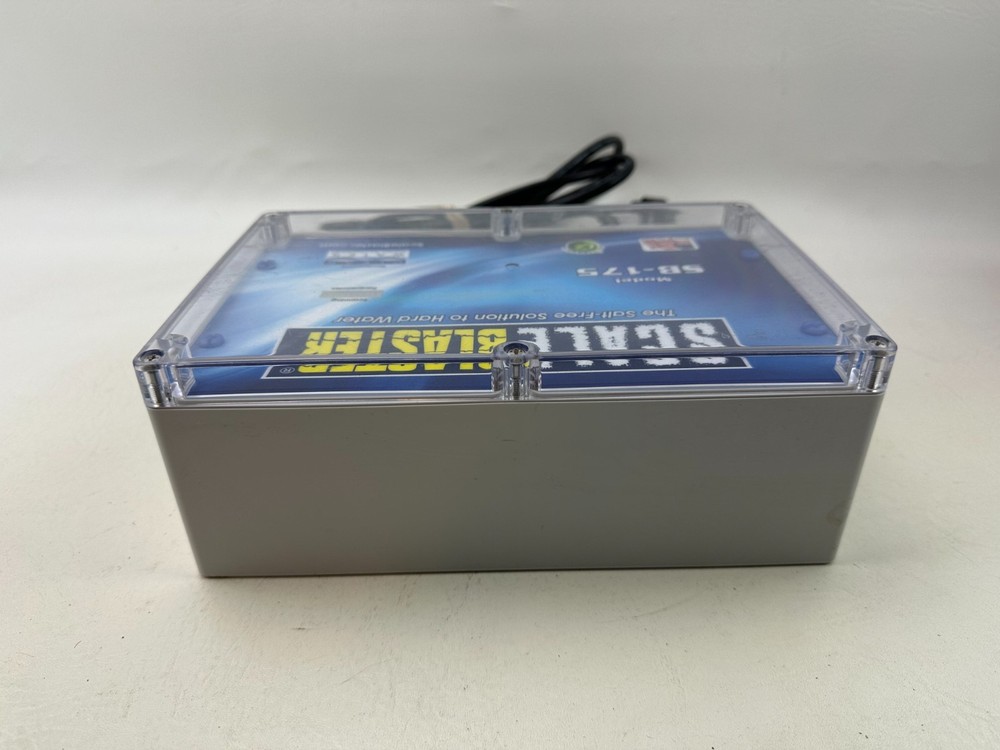 SCALE BLASTER®
The Salt-Free Solution to Hard Water
Model
SB-175